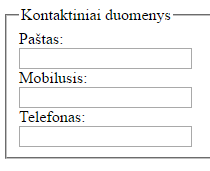 Kontaktiniai duomenys
Paštas:
Mobilusis:
Telefonas: